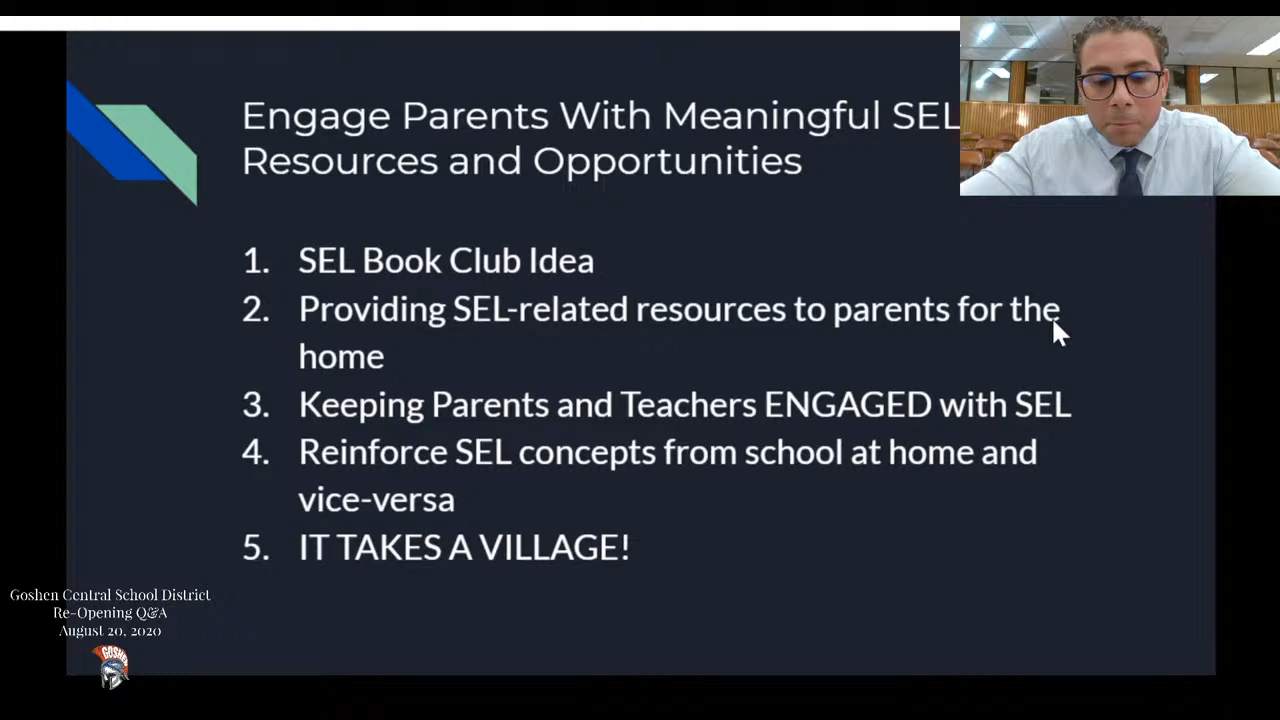 Engage Parents With Meaningful SEL
Resources and Opportunities
1. SEL Book Club Idea
2. Providing SEL-related resources to parents for the
home
3. Keeping Parents and Teachers ENGAGED with SEL
4. Reinforce SEL concepts from school at home and
vice-versa
5. IT TAKES A VILLAGE!
Goshen Central School District
Re-Opening Q&A
August 20, 2020
GOSHEN